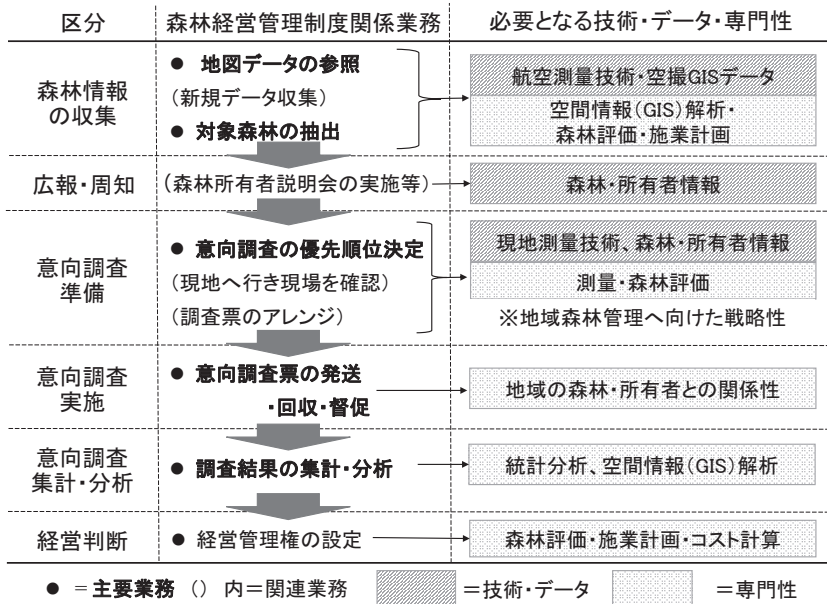 区分 森林経営管理制度関係業務 必要となる技術・データ・専門性
森林情報
の収集
● 地図データの参照
(新規データ収集)
● 対象森林の抽出
航空測量技術・空撮GISデータ
空間情報(GIS)解析・
森林評価・施業計画
広報・周知 (森林所有者説明会の実施等) 森林・所有者情報
意向調査
準備
● 意向調査の優先順位決定
(現地へ行き現場を確認)
(調査票のアレンジ)
現地測量技術、森林・所有者情報
測量・森林評価
※地域森林管理へ向けた戦略性
意向調査
実施
● 意向調査票の発送
・回収・督促
地域の森林・所有者との関係性
意向調査
集計・分析
● 調査結果の集計・分析
統計分析、空間情報(GIS)解析
経営判断 ● 経営管理権の設定 森林評価・施業計画・コスト計算
● =主要業務 () 内=関連業務 =技術・データ =専門性